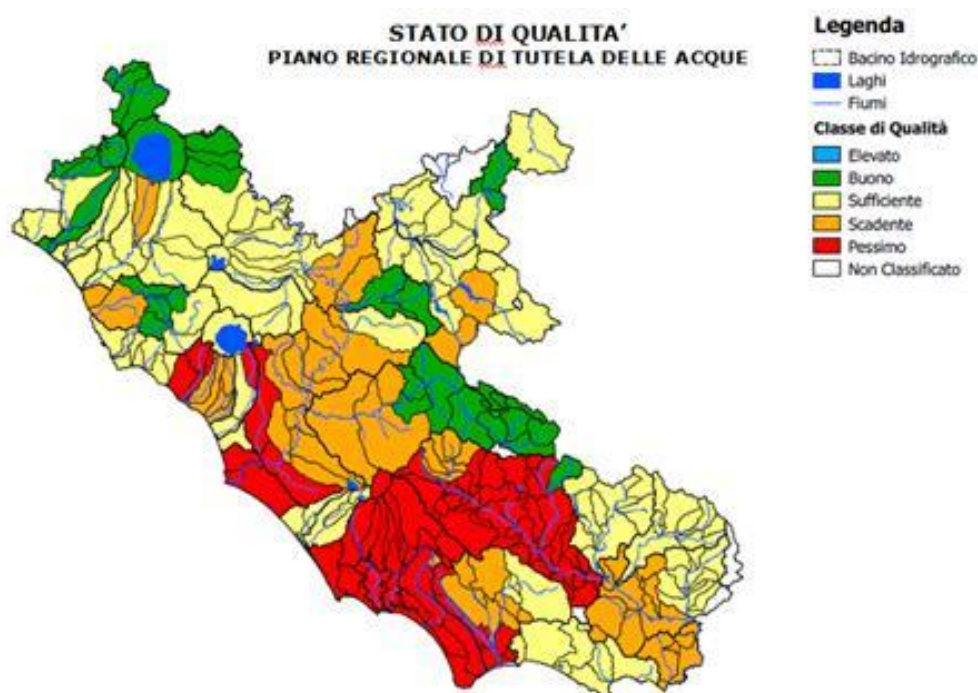 STATO DI QUALITA'
PIANO REGIONALE DI TUTELA DELLE ACQUE
Legenda
Bacino Idrografico
Laghi
Fiumi
Classe di Qualità
Elevato
Buono
Sufficiente
Scadente
Pessimo
Non Classificato